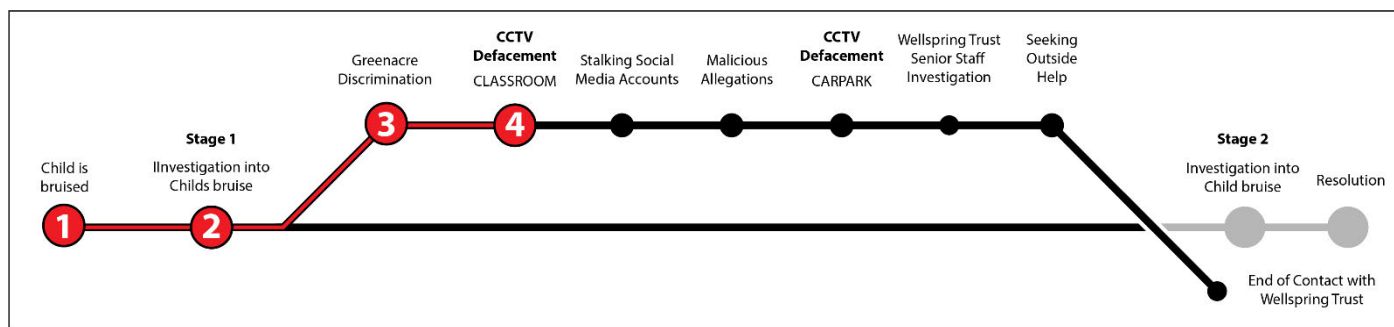 Child is
bruised
1
Stage 1
IInvestigation into
Childs bruise
2
Greenacre
Discrimination
3
CCTV
Defacement
CLASSROOM
4
Stalking Social
Media Accounts
Malicious
Allegations
CCTV
Defacement
CARPARK
Wellspring Trust
Senior Staff
Investigation
Seeking
Outside
Help
Stage 2
Investigation into
Child bruise
Resolution
End of Contact with
Wellspring Trust